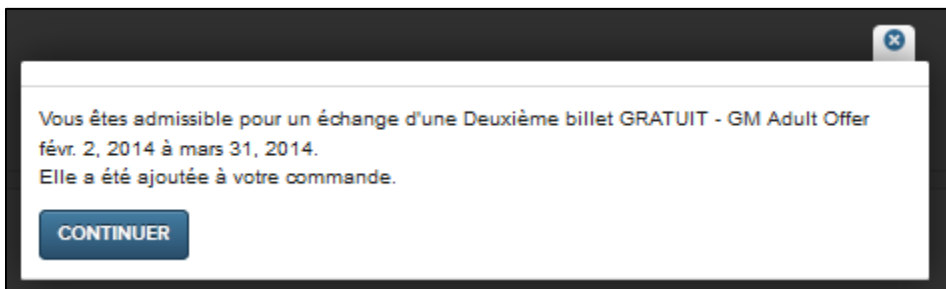 Vous êtes admissible pour un échange d'une Deuxième billet GRATUIT - GM Adult Offer
févr. 2, 2014 à mars 31, 2014.
Elle a été ajoutée à votre commande.
CONTINUER